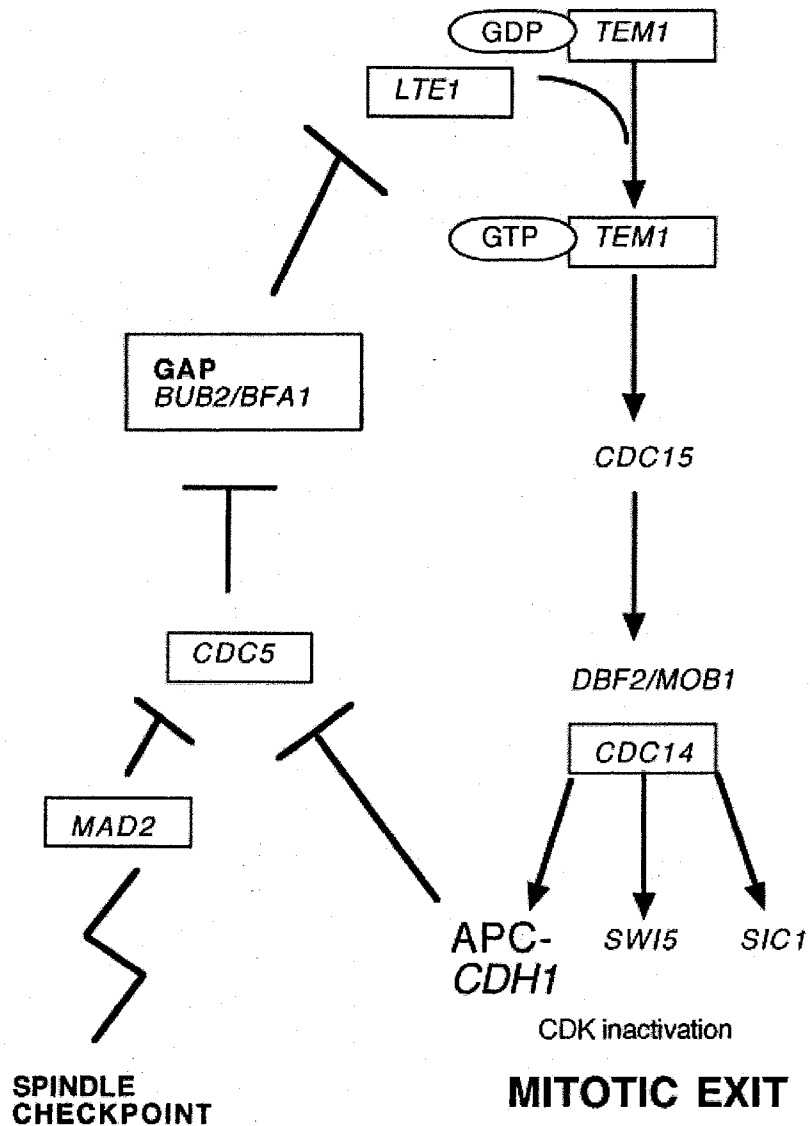 GDP
TEM1
LTE1
GTP
TEM1
GAP
BUB2/BFA1
CDC15
CDC5
DBF2/MOB1
CDC14
MAD2
APC-
CDH1
SWI5
SIC1
CDK inactivation
SPINDLE
CHECKPOINT
MITOTIC EXIT